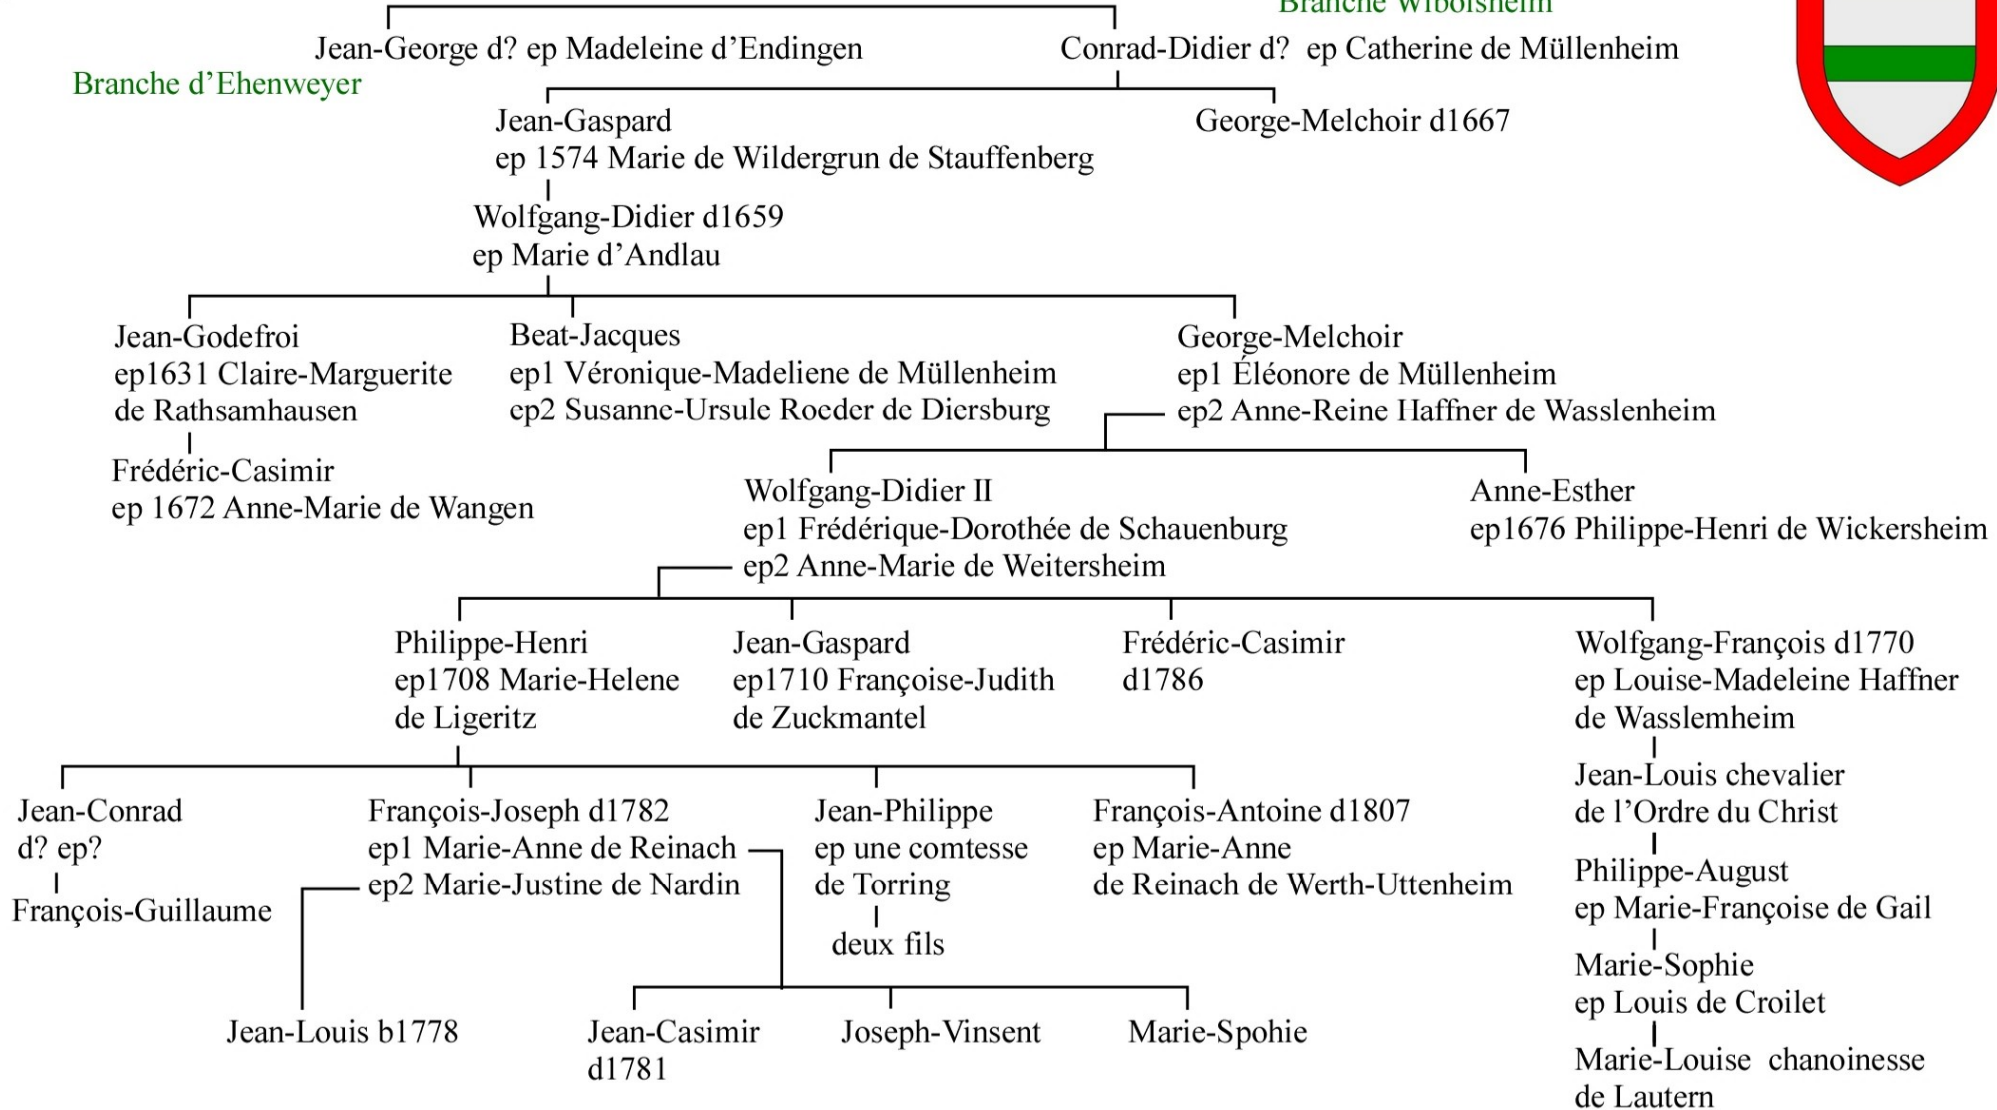 Branche Wibolsheim
Jean-George d? ep Madeleine d’Endingen
Conrad-Didier d? ep Catherine de Müllenheim
Branche d’Ehenweyer
Jean-Gaspard
ep 1574 Marie de Wildergrun de Stauffenberg
George-Melchoir d1667
Wolfgang-Didier d1659
ep Marie d’Andlau
Jean-Godefroi
ep1631 Claire-Marguerite
de Rathsamhausen
Beat-Jacques
ep1 Véronique-Madeliene de Müllenheim
ep2 Susanne-Ursule Roeder de Diersburg
George-Melchoir
ep1 Éléonore de Müllenheim
ep2 Anne-Reine Haffner de Wasslenheim
Frédéric-Casimir
ep 1672 Anne-Marie de Wangen
Wolfgang-Didier II
ep1 Frédérique-Dorothée de Schauenburg
ep2 Anne-Marie de Weitersheim
Anne-Esther
ep1676 Philippe-Henri de Wickersheim
Philippe-Henri
ep1708 Marie-Helene
de Ligeritz
Jean-Gaspard
ep1710 Françoise-Judith
de Zuckmantel
Frédéric-Casimir
d1786
Wolfgang-François d1770
ep Louise-Madeleine Haffner
de Wasslemheim
Jean-Conrad
d? ep?
François-Guillaume
François-Joseph d1782
ep1 Marie-Anne de Reinach
ep2 Marie-Justine de Nardin
Jean-Philippe
ep une comtesse
de Torring
deux fils
François-Antoine d1807
ep Marie-Anne
de Reinach de Werth-Uttenheim
Jean-Louis chevalier
de l’Ordre du Christ
Philippe-August
ep Marie-Françoise de Gail
Marie-Sophie
ep Louis de Croilet
Jean-Louis b1778
Jean-Casimir
d1781
Joseph-Vinsent
Marie-Spohie
Marie-Louise chanoinesse
de Lautern